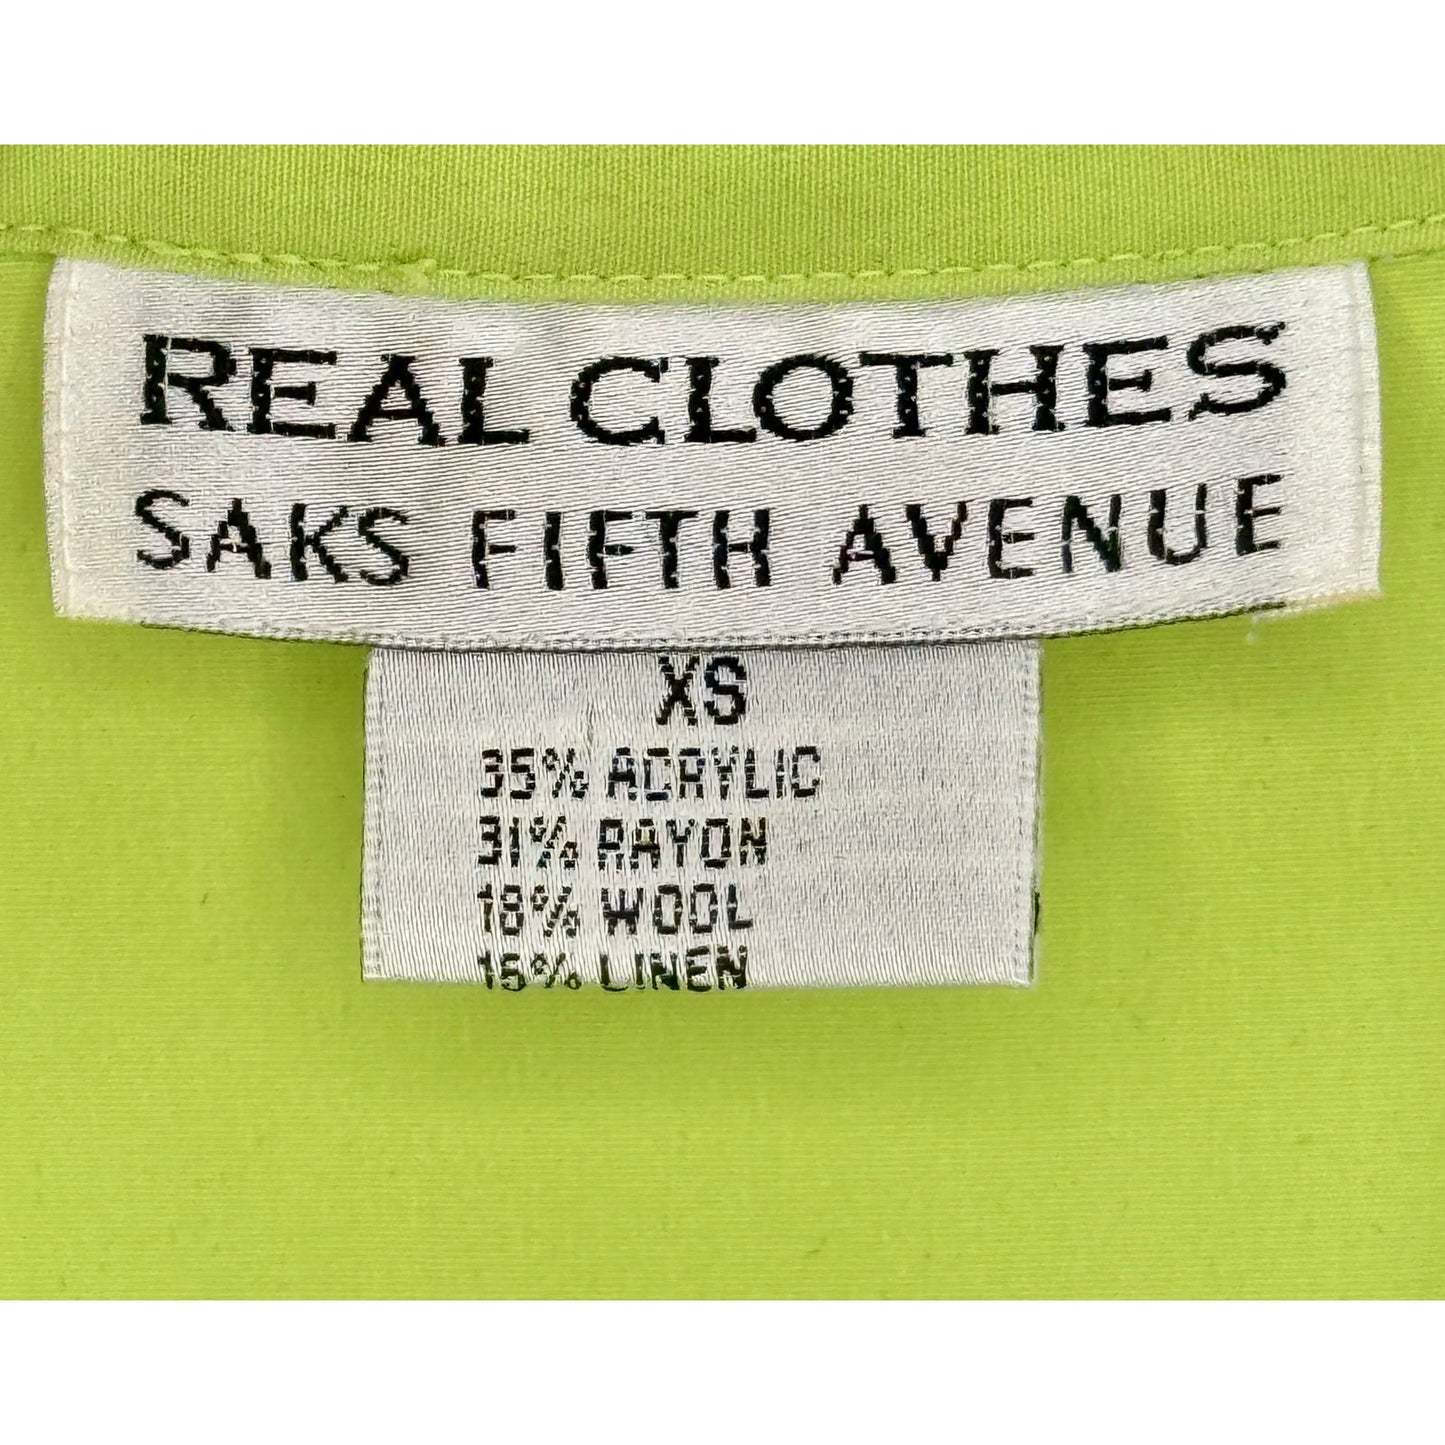 REAL CLOTHES
SAKS FIFTH AVENUE
XS
35% ACRYLIC
31% RAYON
18% WOOL
15% LINEN